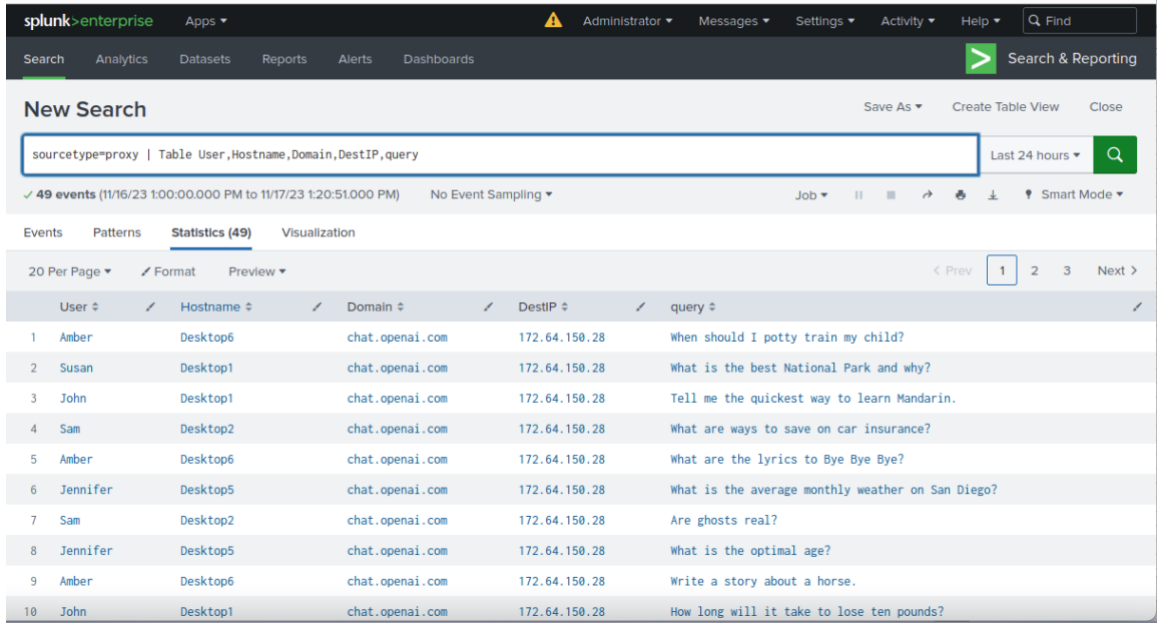 splunk>enterprise Apps Administrator Messages Settings Activity Help Find
Search Analytics Datasets Reports Alerts Dashboards Search & Reporting
New Search Save As Create Table View Close
sourcetype=proxy | Table User,Hostname,Domain,DestIP,query Last 24 hours
49 events (11/16/23 1:00:00.000 PM to 11/17/23 1:20:51.000 PM) No Event Sampling Job Smart Mode
Events Patterns Statistics (49) Visualization
20 Per Page Format Preview < Prev 1 2 3 Next >
User Hostname Domain DestIP query
1 Amber Desktop6 chat.openai.com 172.64.150.28 When should I potty train my child?
2 Susan Desktop1 chat.openai.com 172.64.150.28 What is the best National Park and why?
3 John Desktop1 chat.openai.com 172.64.150.28 Tell me the quickest way to learn Mandarin.
4 Sam Desktop2 chat.openai.com 172.64.150.28 What are ways to save on car insurance?
5 Amber Desktop6 chat.openai.com 172.64.150.28 What are the lyrics to Bye Bye Bye?
6 Jennifer Desktop5 chat.openai.com 172.64.150.28 What is the average monthly weather on San Diego?
7 Sam Desktop2 chat.openai.com 172.64.150.28 Are ghosts real?
8 Jennifer Desktop5 chat.openai.com 172.64.150.28 What is the optimal age?
9 Amber Desktop6 chat.openai.com 172.64.150.28 Write a story about a horse.
10 John Desktop1 chat.openai.com 172.64.150.28 How long will it take to lose ten pounds?